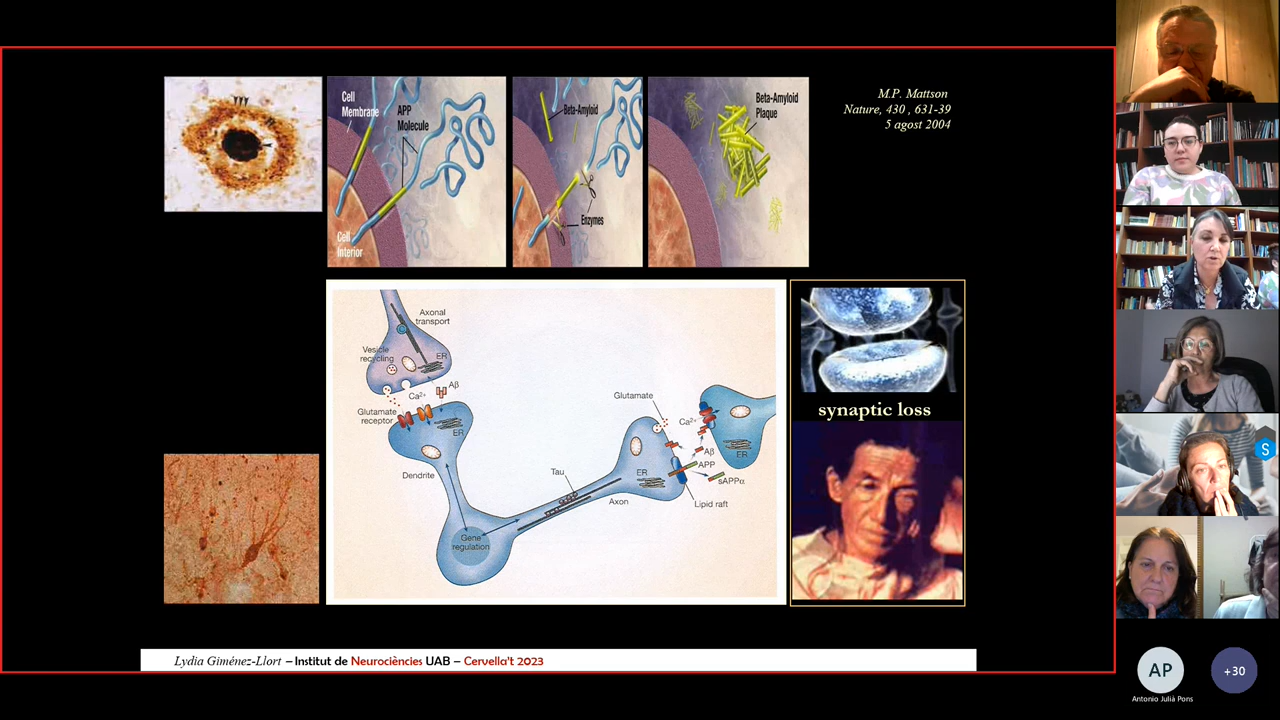 M.P. Mattson
Nature, 430 , 631-39
5 agost 2004
Cell
Membrane
APP
Molecule
Cell
Interior
Beta-Amyloid
Enzymes
Beta-Amyloid
Plaque
Axonal
transport
Vesicle
recycling
ER
Ca2+
Aβ
Glutamate
receptor
ER
Dendrite
Gene
regulation
Tau
Axon
Glutamate
Ca2+
ER
Aβ
APP
sAPPα
ER
Lipid raft
synaptic loss
Lydia Giménez-Llort – Institut de Neurociències UAB – Cervella't 2023
S
AP
Antonio Julià Pons
+30